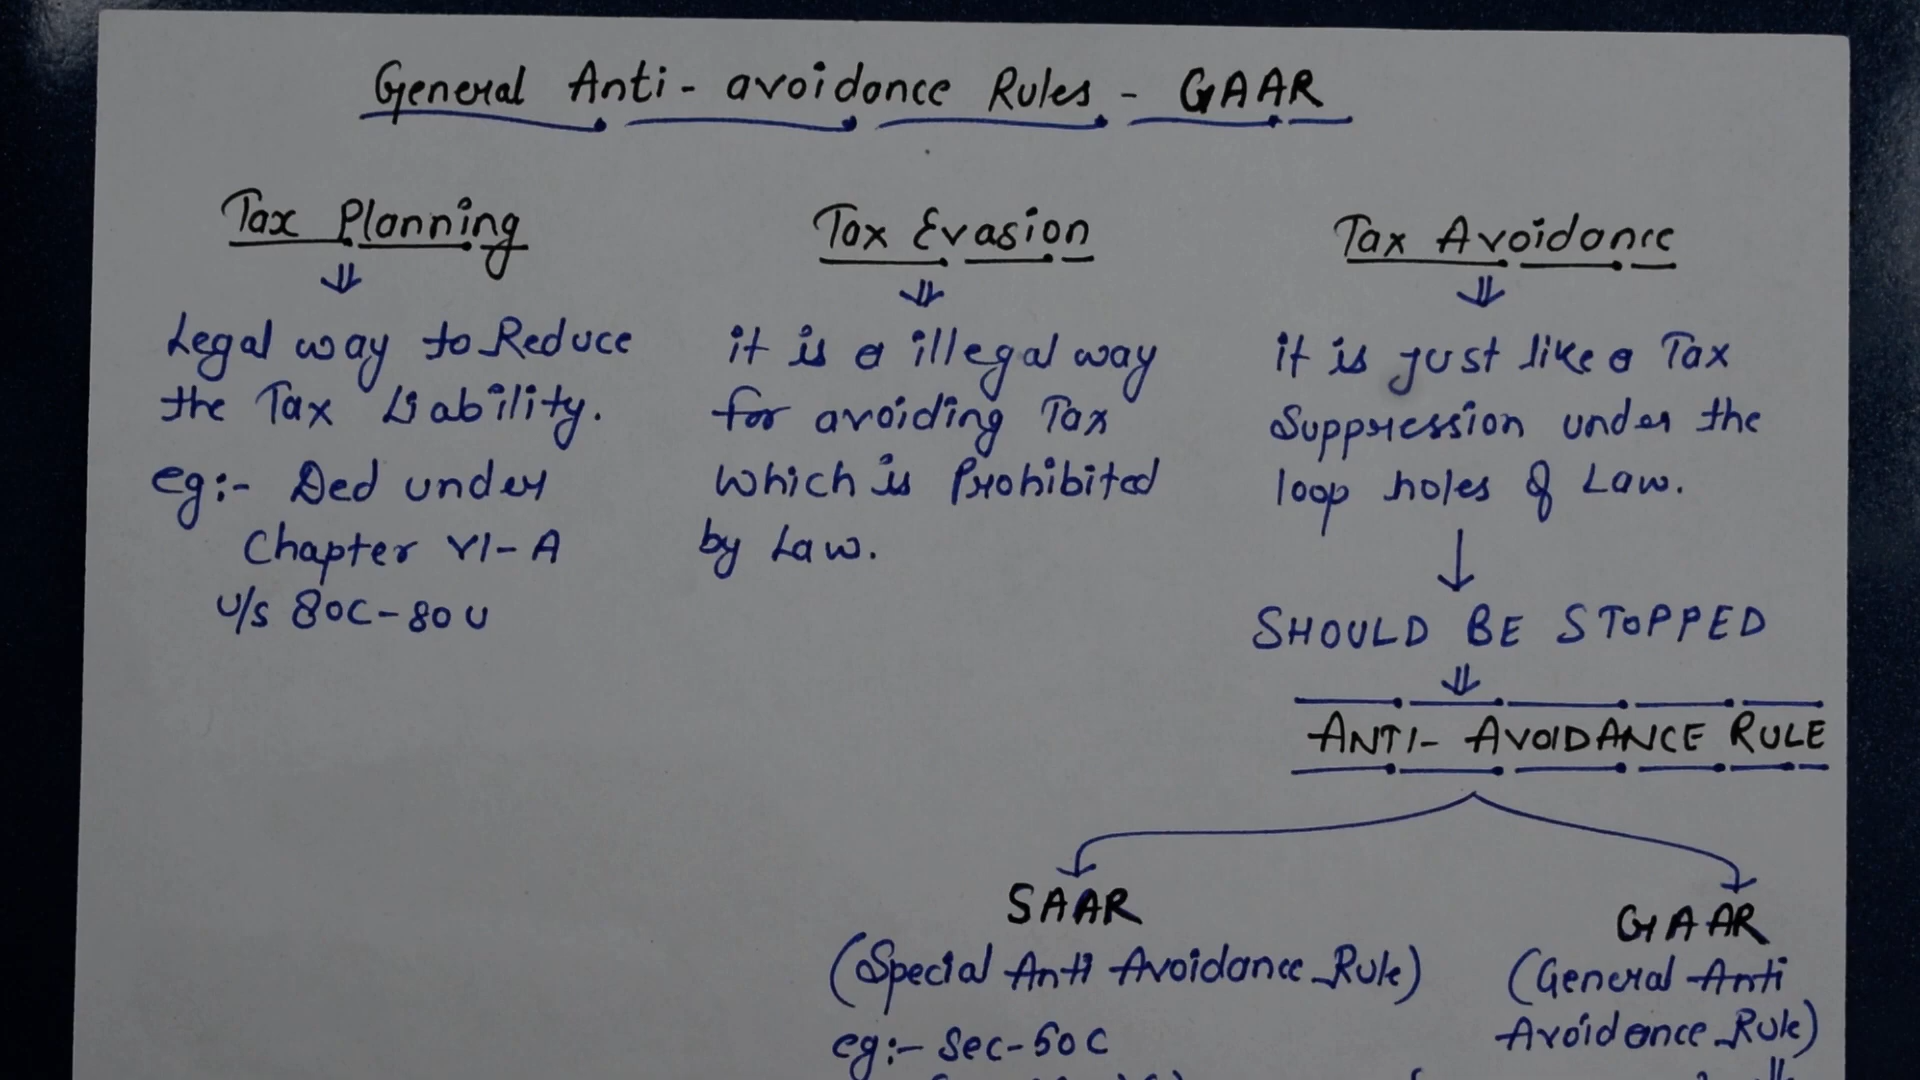 General Anti-avoidance Rules - GAAR
Tax Planning
Legal way to Reduce
the Tax Liability.
eg:- Ded under
Chapter VI-A
u/s 80C-80U
Tax Evasion
it is a illegal way
for avoiding Tax
which is Prohibited
by Law.
Tax Avoidance
it is just like a Tax
Suppression under the
loop holes of Law.
SHOULD BE STOPPED
ANTI-AVOIDANCE RULE
SAAR
(Special Anti Avoidance Rule)
eg:- Sec-50C
GAAR
(General Anti
Avoidance Rule)